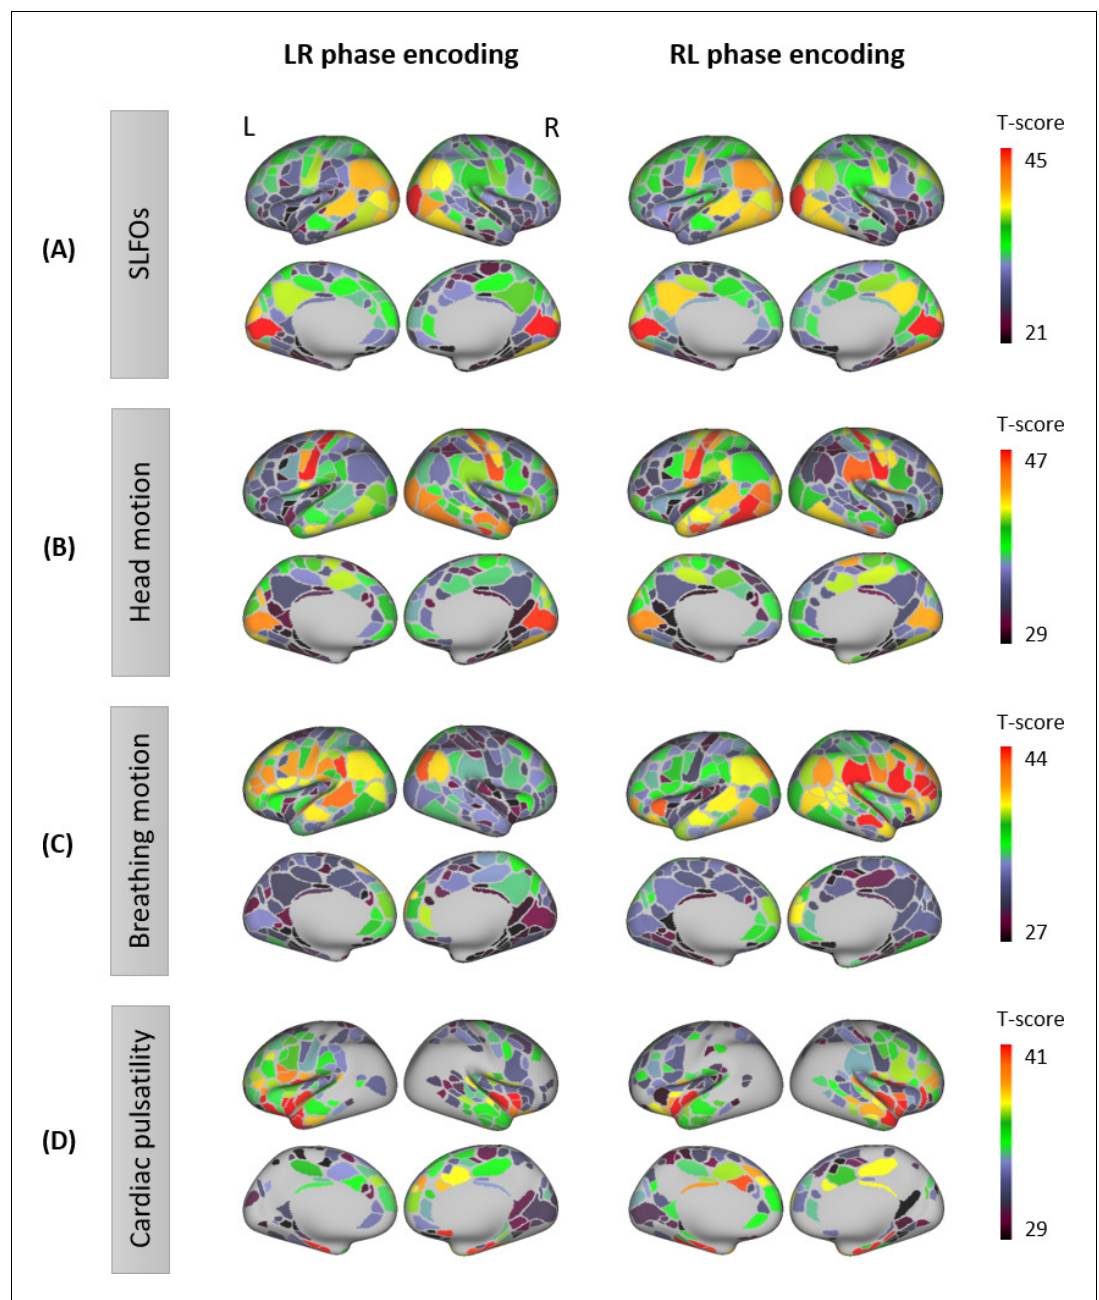 LR phase encoding
RL phase encoding
L
R
T-score
45
21
(A)
SLFOs
T-score
47
29
(B)
Head motion
T-score
44
27
(C)
Breathing motion
T-score
41
29
(D)
Cardiac pulsatility